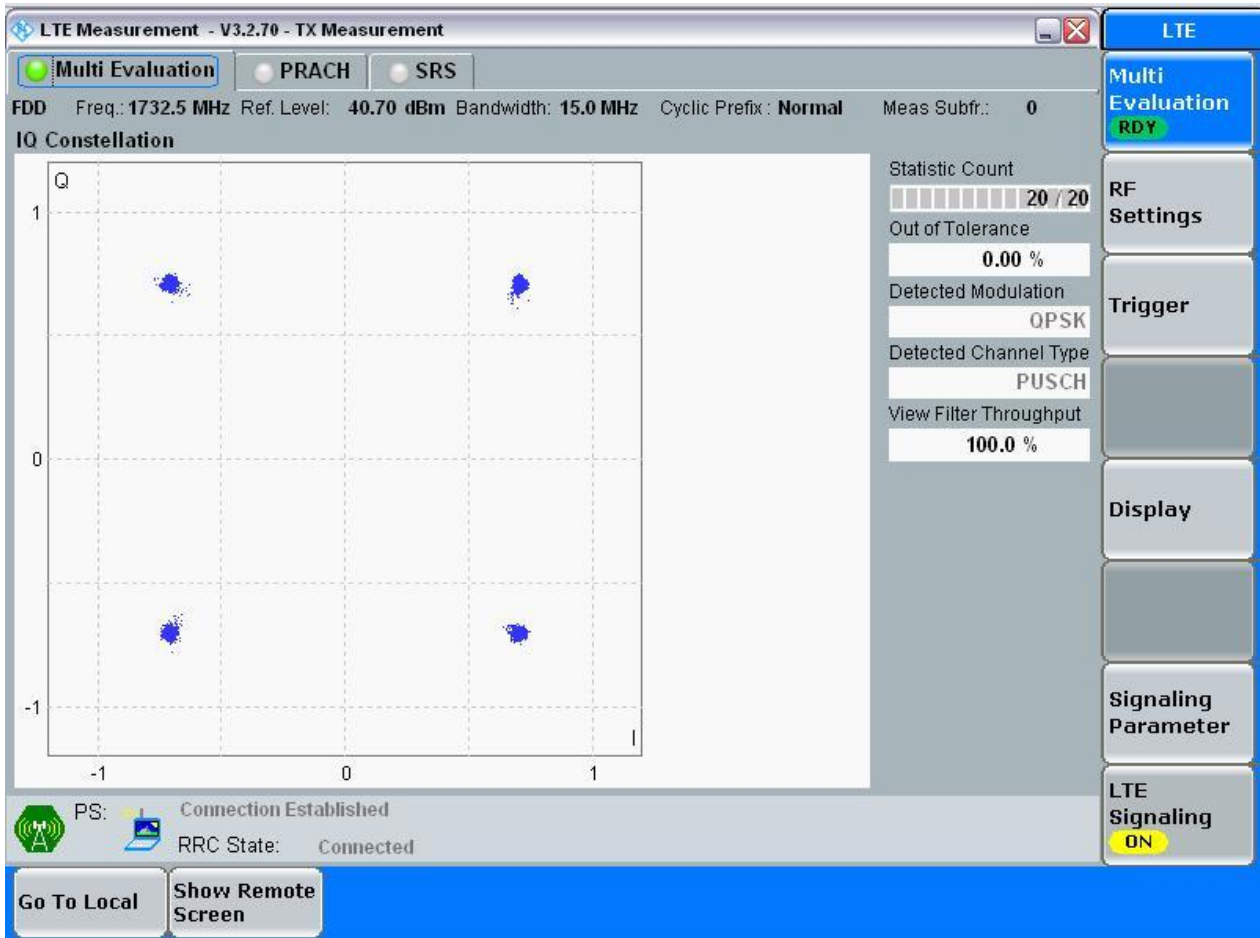 LTE Measurement - V3.2.70 - TX Measurement
LTE
Multi Evaluation PRACH SRS
FDD Freq.: 1732.5 MHz Ref. Level: 40.70 dBm Bandwidth: 15.0 MHz Cyclic Prefix : Normal Meas Subfr.: 0
IQ Constellation
Q
1
0
-1
I
-1 0 1
Statistic Count
20 / 20
Out of Tolerance
0.00 %
Detected Modulation
QPSK
Detected Channel Type
PUSCH
View Filter Throughput
100.0 %
Multi
Evaluation
RDY
RF
Settings
Trigger
Display
Signaling
Parameter
LTE
Signaling
ON
PS: Connection Established
RRC State: Connected
Go To Local
Show Remote
Screen